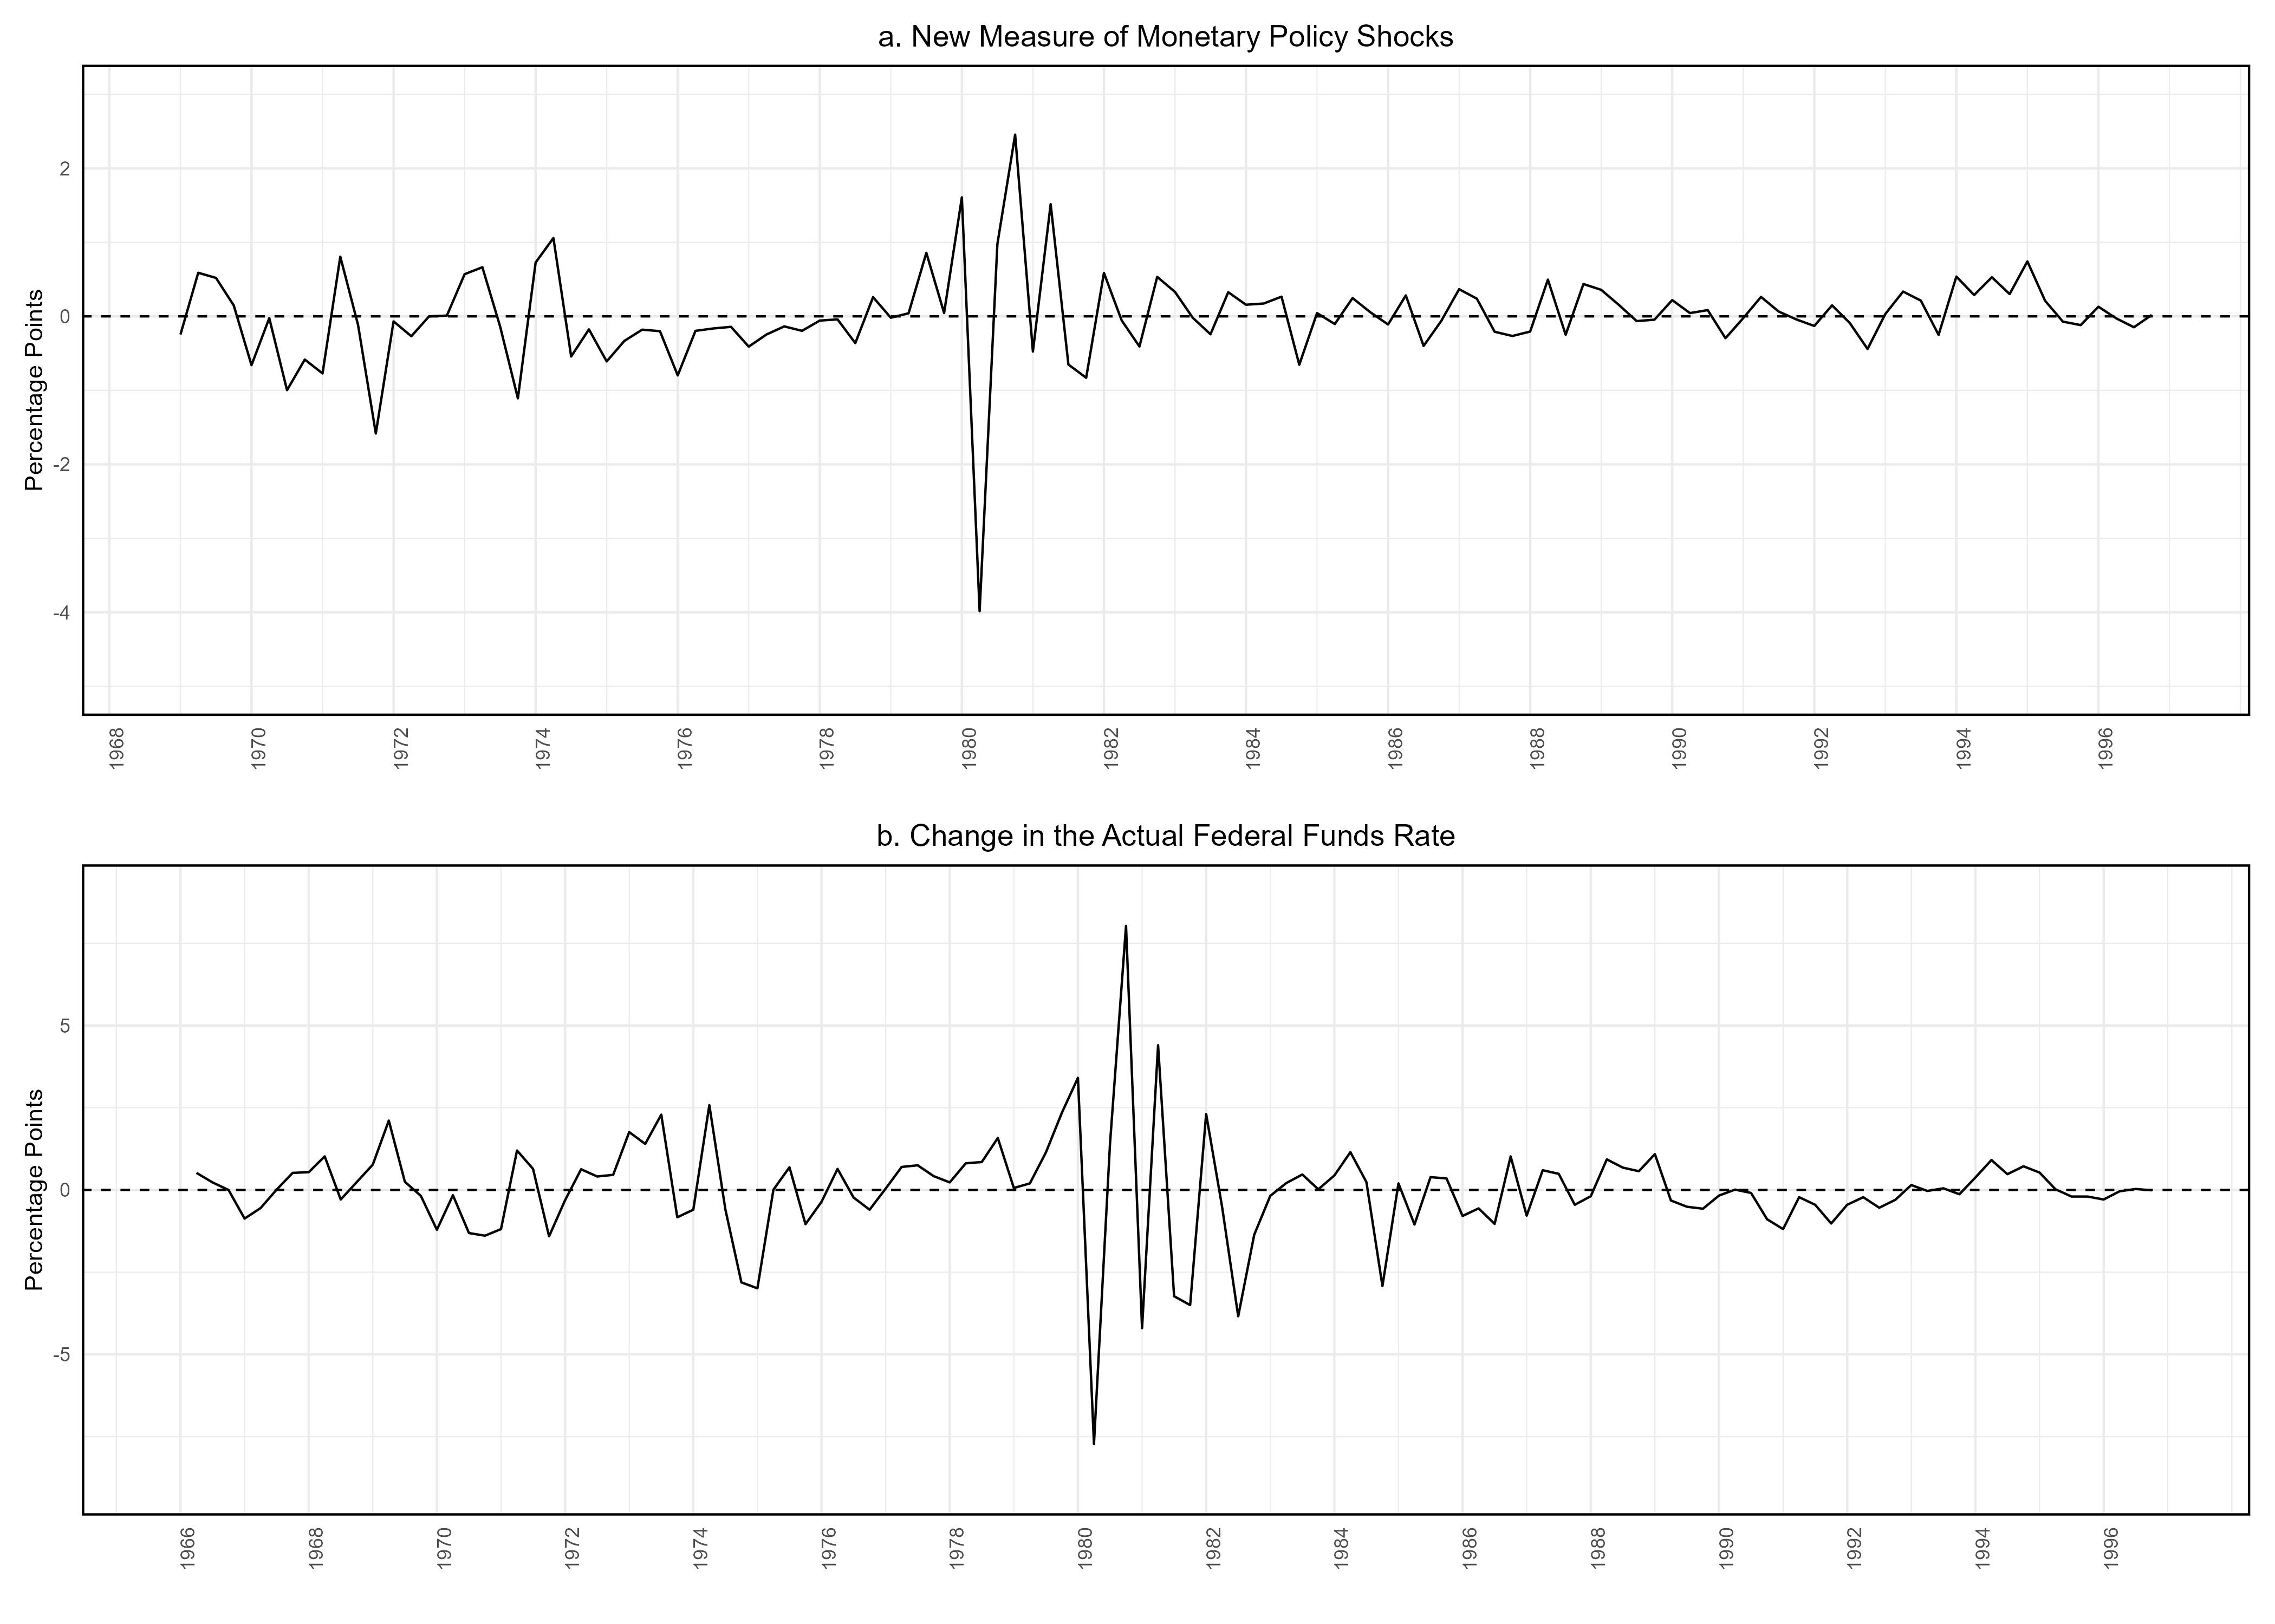 a. New Measure of Monetary Policy Shocks
Percentage Points
2
0
-2
-4
1968 1970 1972 1974 1976 1978 1980 1982 1984 1986 1988 1990 1992 1994 1996
b. Change in the Actual Federal Funds Rate
Percentage Points
5
0
-5
1966 1968 1970 1972 1974 1976 1978 1980 1982 1984 1986 1988 1990 1992 1994 1996